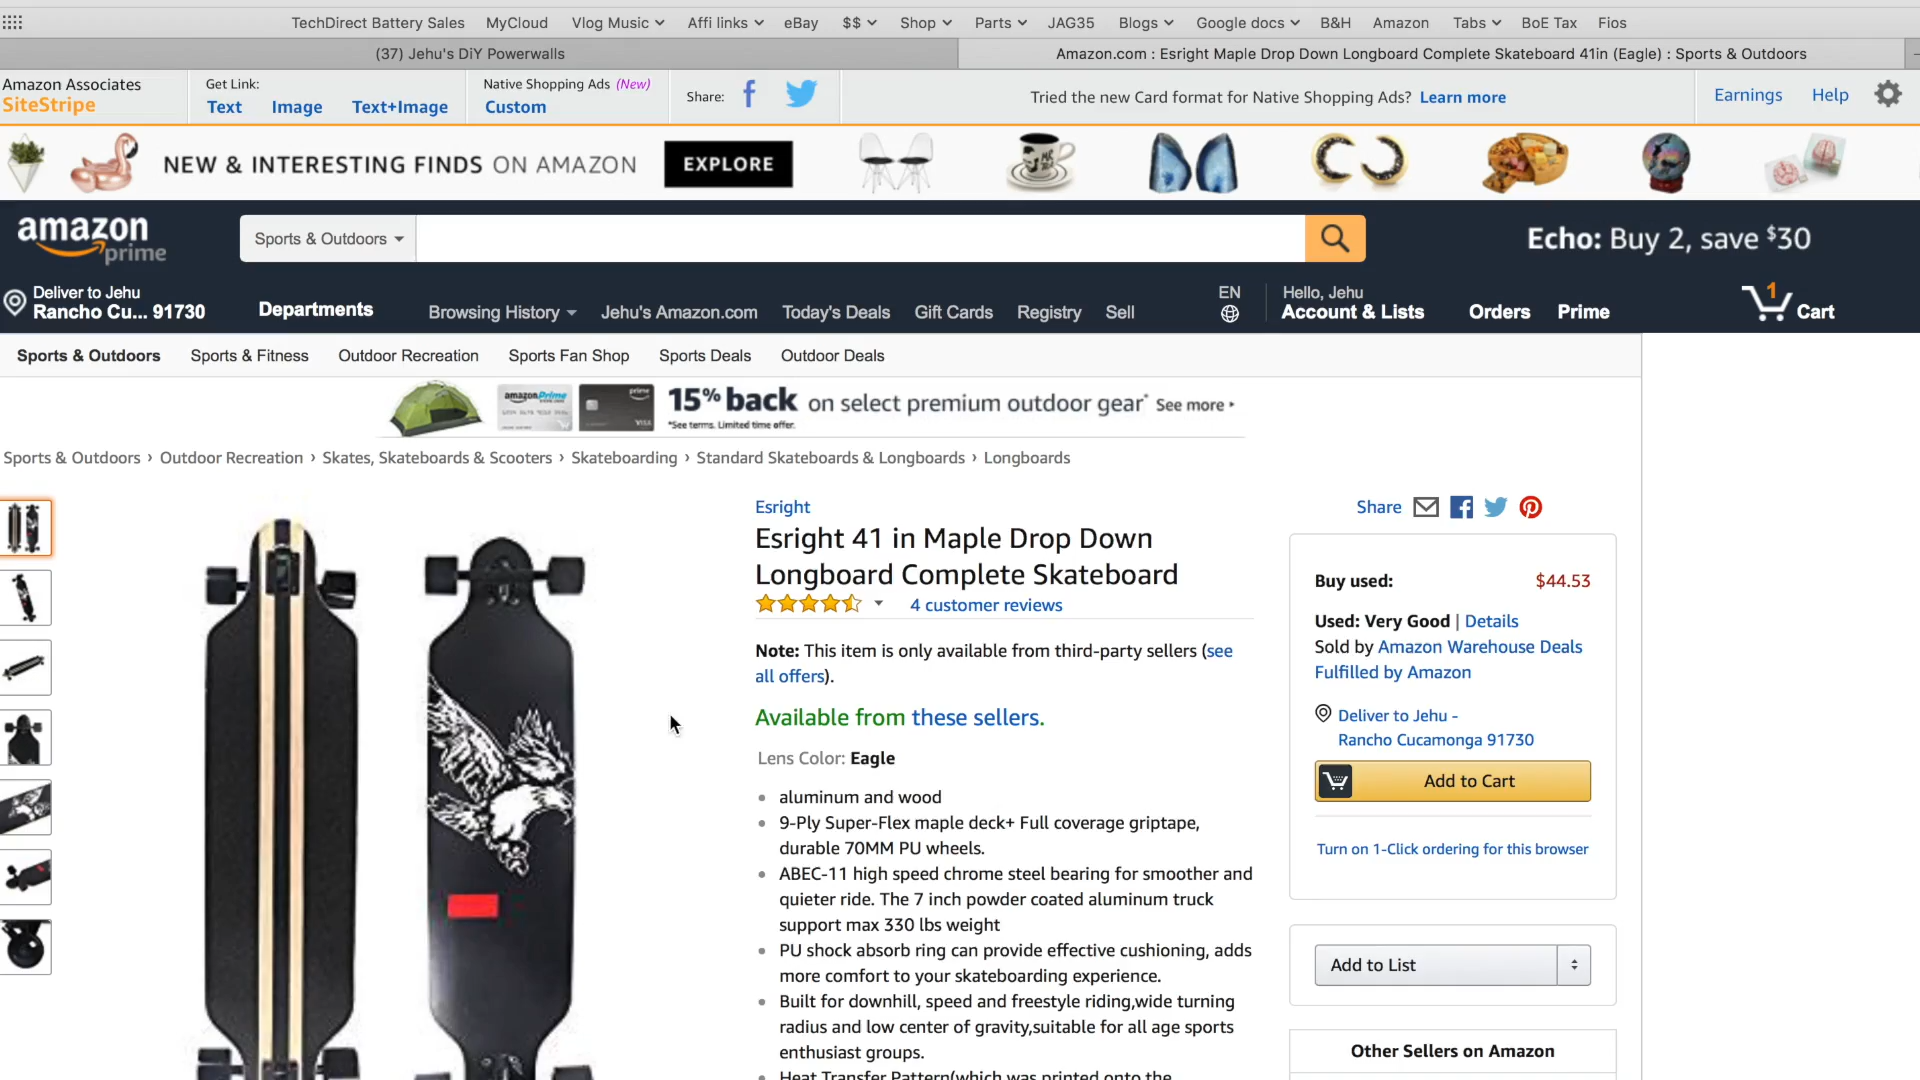 TechDirect Battery Sales MyCloud Vlog Music Affi links eBay $$ Shop Parts JAG35 Blogs Google docs B&H Amazon Tabs BoE Tax Fios
(37) Jehu's DiY Powerwalls
Amazon.com : Esright Maple Drop Down Longboard Complete Skateboard 41in (Eagle) : Sports & Outdoors
Amazon Associates
SiteStripe
Get Link:
Text Image Text+Image
Native Shopping Ads (New)
Custom
Share:
Tried the new Card format for Native Shopping Ads? Learn more
Earnings Help
NEW & INTERESTING FINDS ON AMAZON EXPLORE
amazon
prime
Sports & Outdoors
Echo: Buy 2, save $30
Deliver to Jehu
Rancho Cu... 91730
Departments
Browsing History Jehu's Amazon.com Today's Deals Gift Cards Registry Sell
EN
Hello, Jehu
Account & Lists
Orders
Prime
1
Cart
Sports & Outdoors Sports & Fitness Outdoor Recreation Sports Fan Shop Sports Deals Outdoor Deals
amazonPrime
prime
VISA
15% back on select premium outdoor gear* See more
*See terms. Limited time offer.
Sports & Outdoors › Outdoor Recreation › Skates, Skateboards & Scooters › Skateboarding › Standard Skateboards & Longboards › Longboards
Esright
Esright 41 in Maple Drop Down
Longboard Complete Skateboard
4 customer reviews
Note: This item is only available from third-party sellers (see
all offers).
Available from these sellers.
Lens Color: Eagle
• aluminum and wood
• 9-Ply Super-Flex maple deck+ Full coverage griptape,
durable 70MM PU wheels.
• ABEC-11 high speed chrome steel bearing for smoother and
quieter ride. The 7 inch powder coated aluminum truck
support max 330 lbs weight
• PU shock absorb ring can provide effective cushioning, adds
more comfort to your skateboarding experience.
• Built for downhill, speed and freestyle riding,wide turning
radius and low center of gravity,suitable for all age sports
enthusiast groups.
• Heat Transfer Pattern(which was printed onto the
Share
Buy used: $44.53
Used: Very Good | Details
Sold by Amazon Warehouse Deals
Fulfilled by Amazon
Deliver to Jehu -
Rancho Cucamonga 91730
Add to Cart
Turn on 1-Click ordering for this browser
Add to List
Other Sellers on Amazon